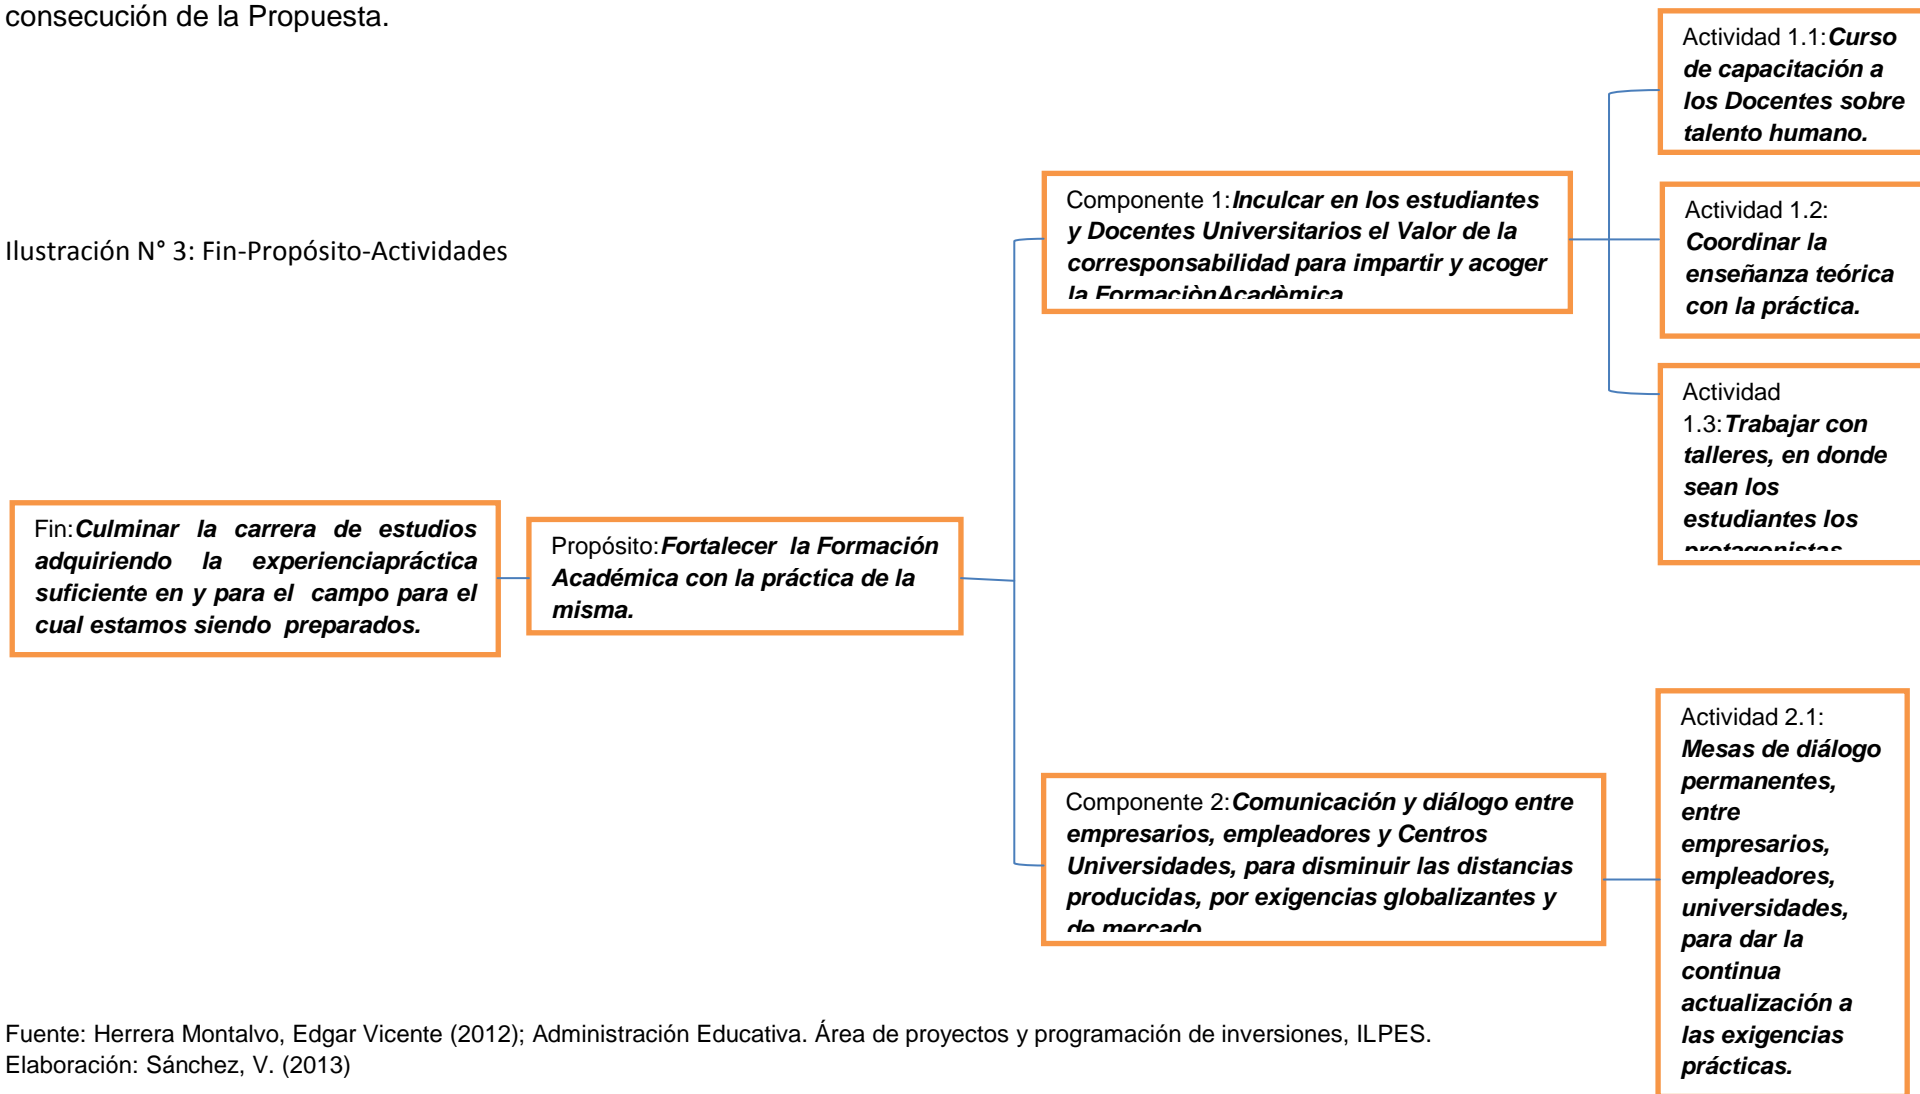 consecución de la Propuesta.
Ilustración N° 3: Fin-Propósito-Actividades
Fin:Culminar la carrera de estudios
adquiriendo la experienciapráctica
suficiente en y para el campo para el
cual estamos siendo preparados.
Propósito:Fortalecer la Formación
Académica con la práctica de la
misma.
Componente 1:Inculcar en los estudiantes
y Docentes Universitarios el Valor de la
corresponsabilidad para impartir y acoger
la FormaciònAcadèmica
Actividad 1.1:Curso
de capacitación a
los Docentes sobre
talento humano.
Actividad 1.2:
Coordinar la
enseñanza teórica
con la práctica.
Actividad
1.3:Trabajar con
talleres, en donde
sean los
estudiantes los
protagonistas
Componente 2:Comunicación y diálogo entre
empresarios, empleadores y Centros
Universidades, para disminuir las distancias
producidas, por exigencias globalizantes y
de mercado
Actividad 2.1:
Mesas de diálogo
permanentes,
entre
empresarios,
empleadores,
universidades,
para dar la
continua
actualización a
las exigencias
prácticas.
Fuente: Herrera Montalvo, Edgar Vicente (2012); Administración Educativa. Área de proyectos y programación de inversiones, ILPES.
Elaboración: Sánchez, V. (2013)